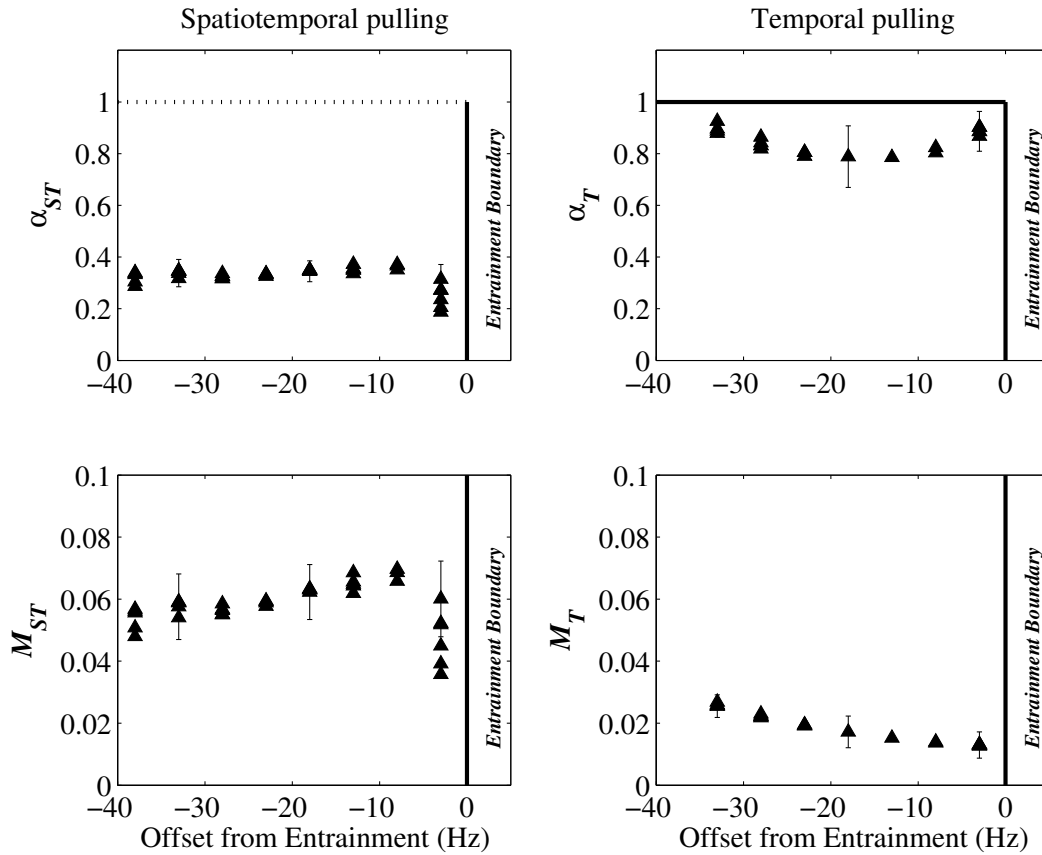 Spatiotemporal pulling
1
0.8
0.6
0.4
0.2
0
α_ST
−40 −30 −20 −10 0
Entrainment Boundary
Temporal pulling
1
0.8
0.6
0.4
0.2
0
α_T
−40 −30 −20 −10 0
Entrainment Boundary
0.1
0.08
0.06
0.04
0.02
0
M_ST
−40 −30 −20 −10 0
Offset from Entrainment (Hz)
Entrainment Boundary
0.1
0.08
0.06
0.04
0.02
0
M_T
−40 −30 −20 −10 0
Offset from Entrainment (Hz)
Entrainment Boundary